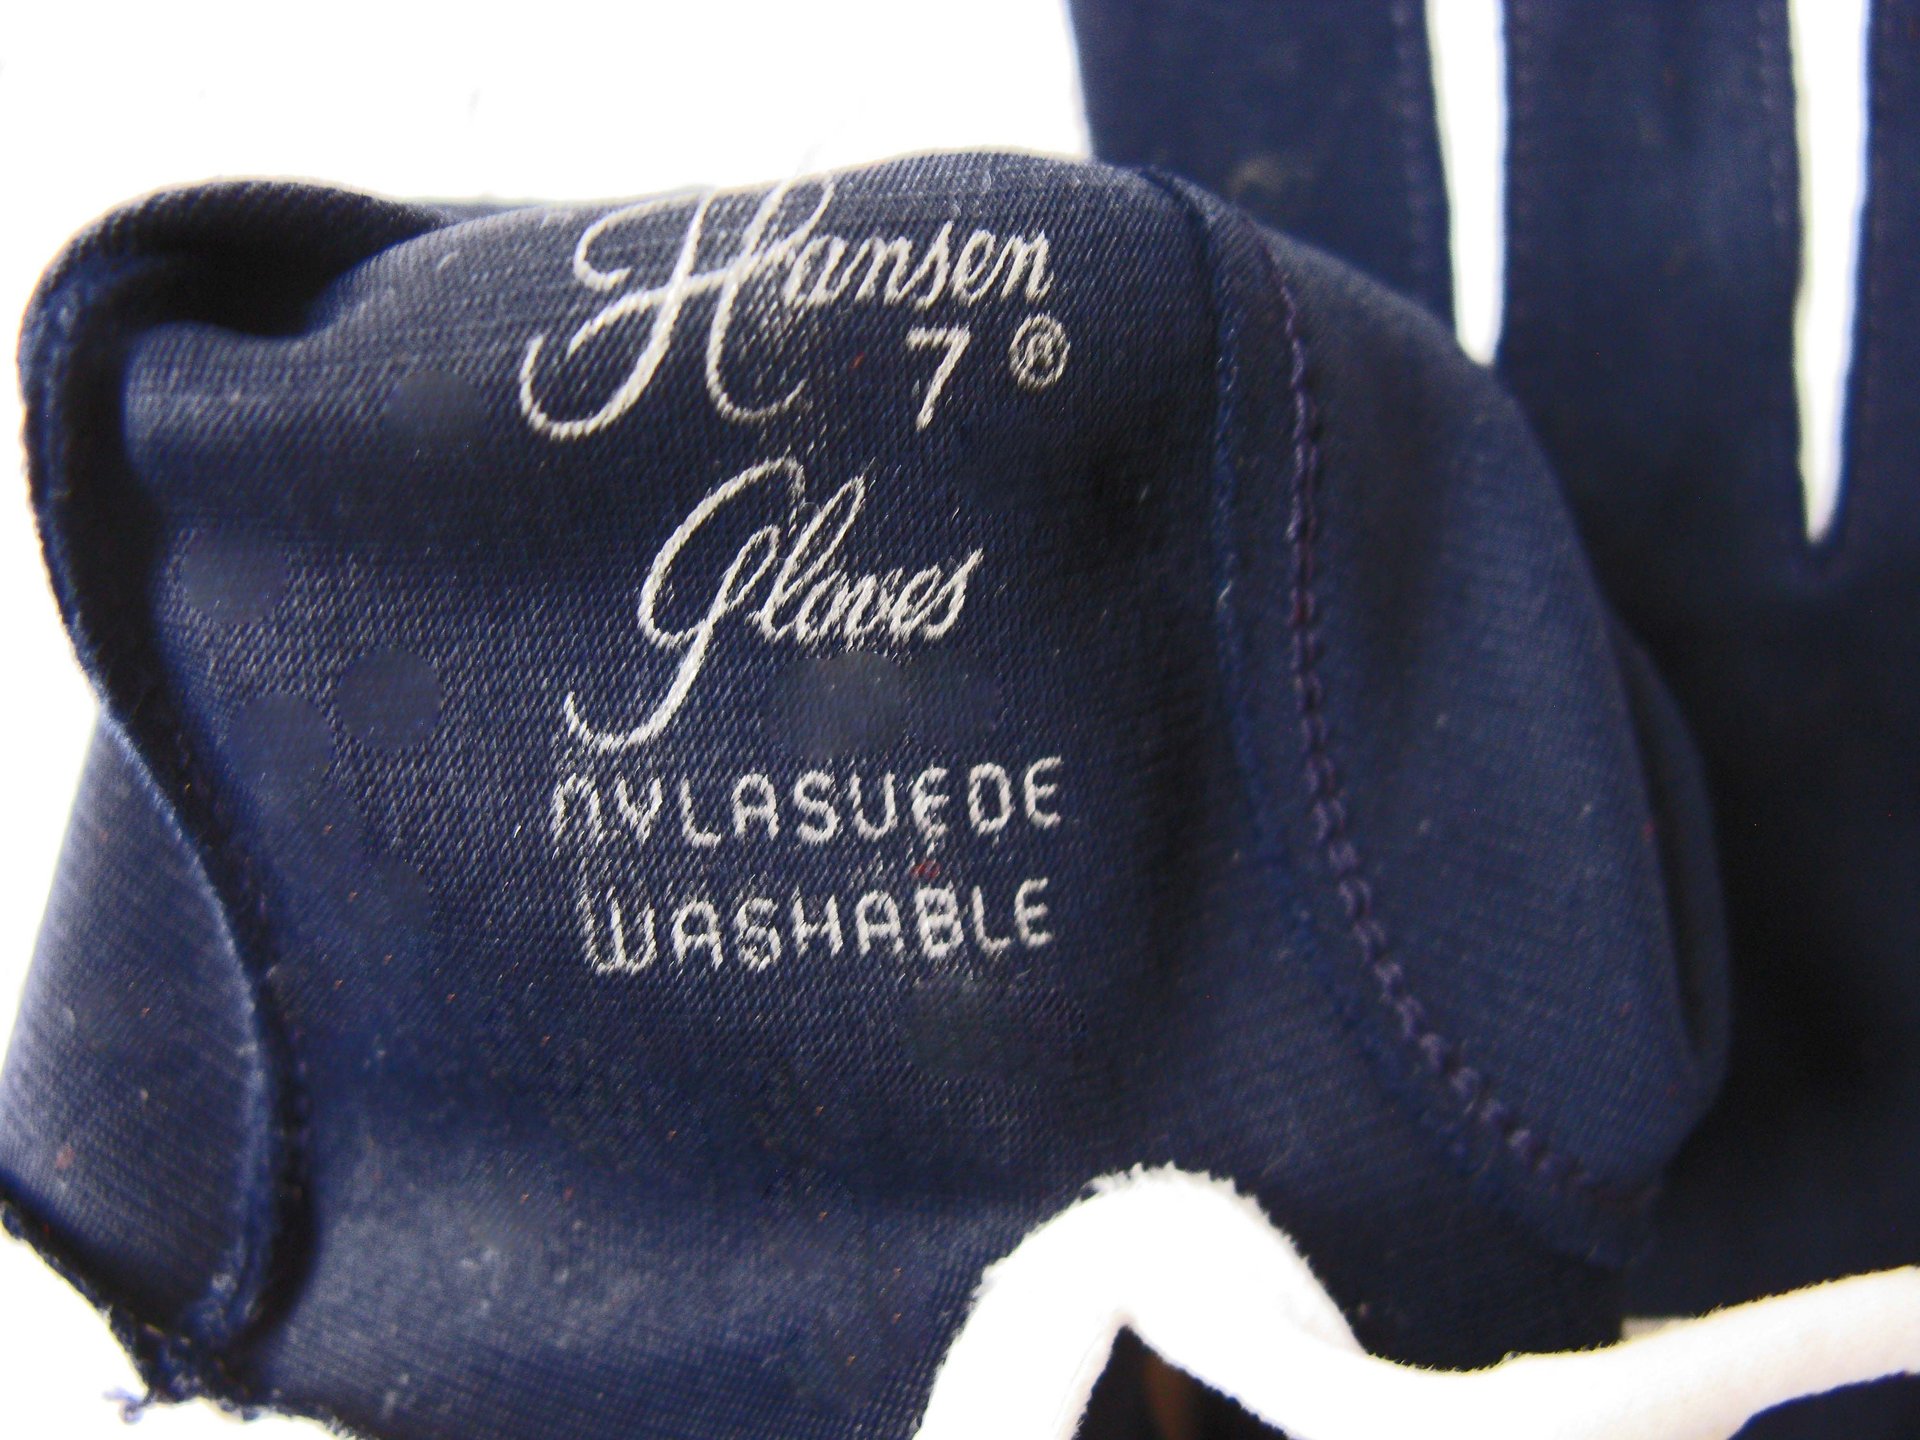 Hansen
7 ®
Gloves
NYLASUEDE
WASHABLE